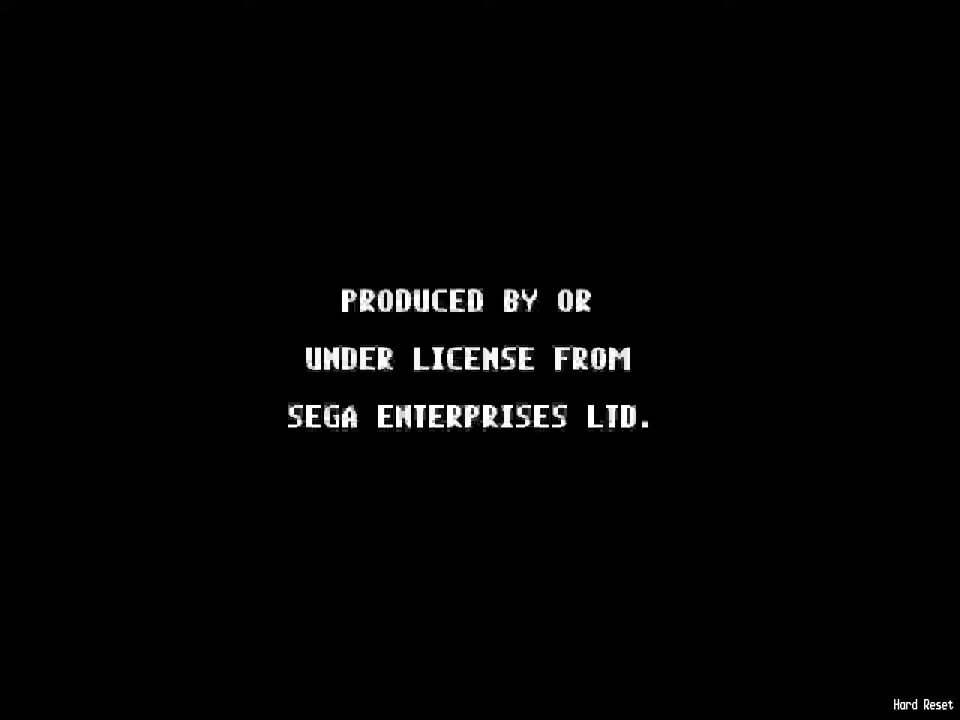 PRODUCED BY OR
UNDER LICENSE FROM
SEGA ENTERPRISES LTD.
Hard Reset